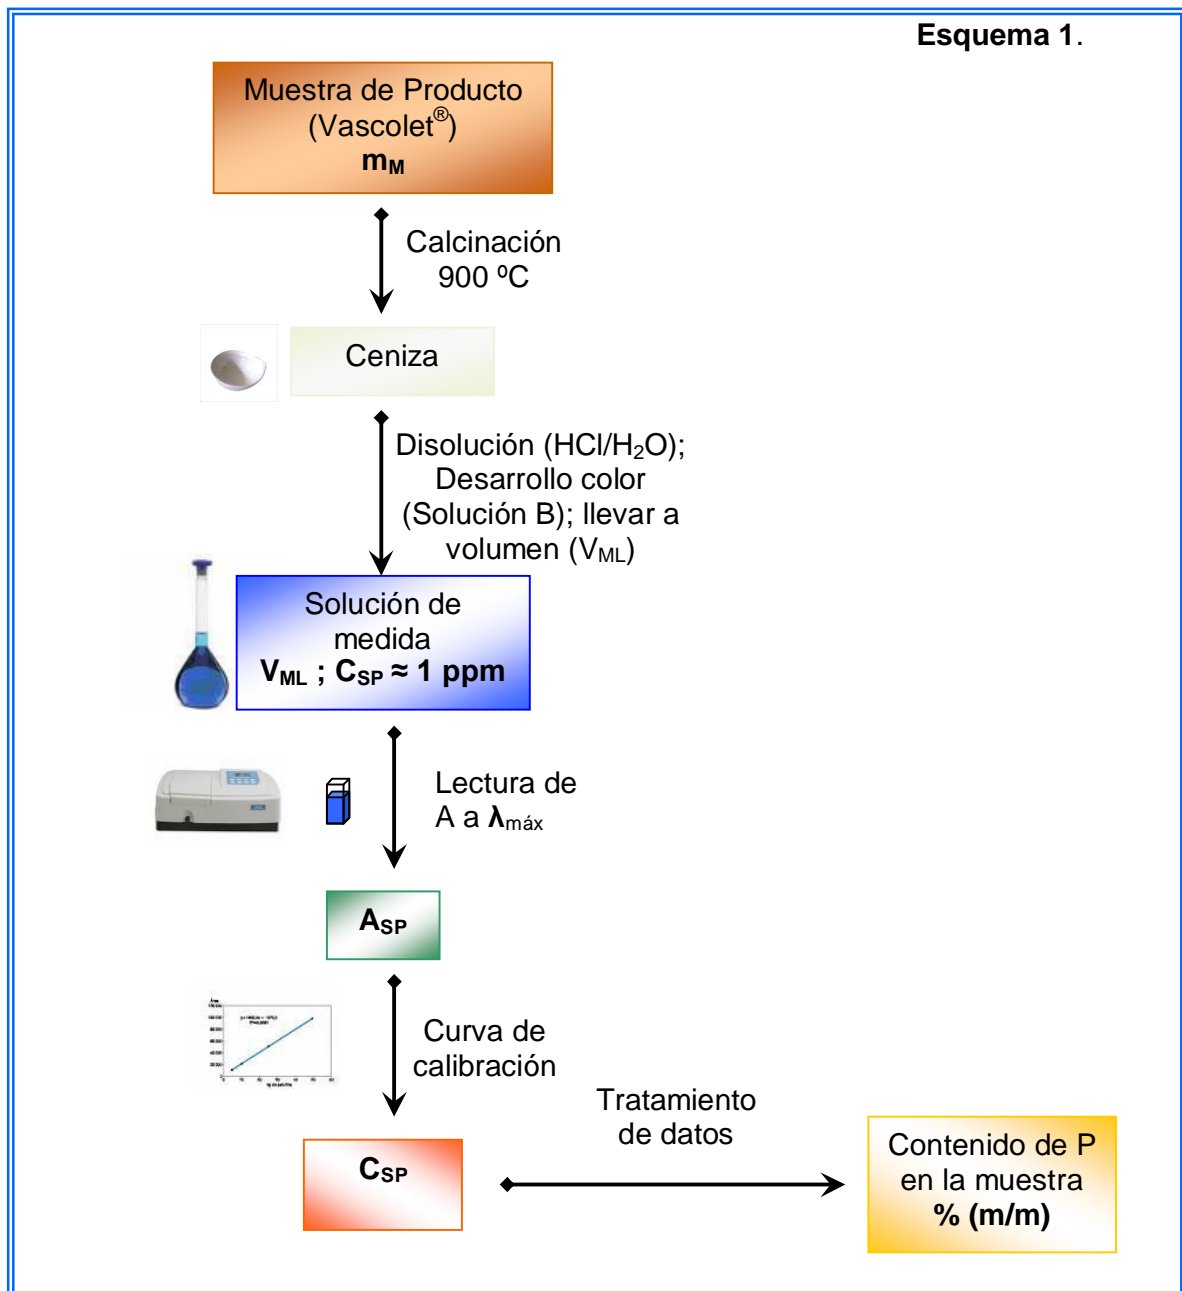 Esquema 1.
Muestra de Producto
(Vascolet®)
mM
Calcinación
900 ºC
Ceniza
Disolución (HCl/H2O);
Desarrollo color
(Solución B); llevar a
volumen (VML)
Solución de
medida
VML ; CSP ≈ 1 ppm
Lectura de
A a λmáx
ASP
Curva de
calibración
CSP
Tratamiento
de datos
Contenido de P
en la muestra
% (m/m)